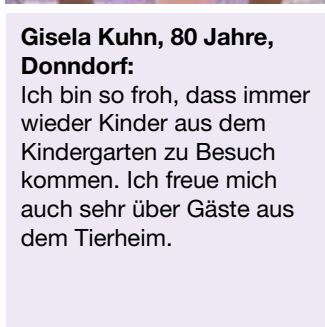 Gisela Kuhn, 80 Jahre,
Donndorf:
Ich bin so froh, dass immer
wieder Kinder aus dem
Kindergarten zu Besuch
kommen. Ich freue mich
auch sehr über Gäste aus
dem Tierheim.